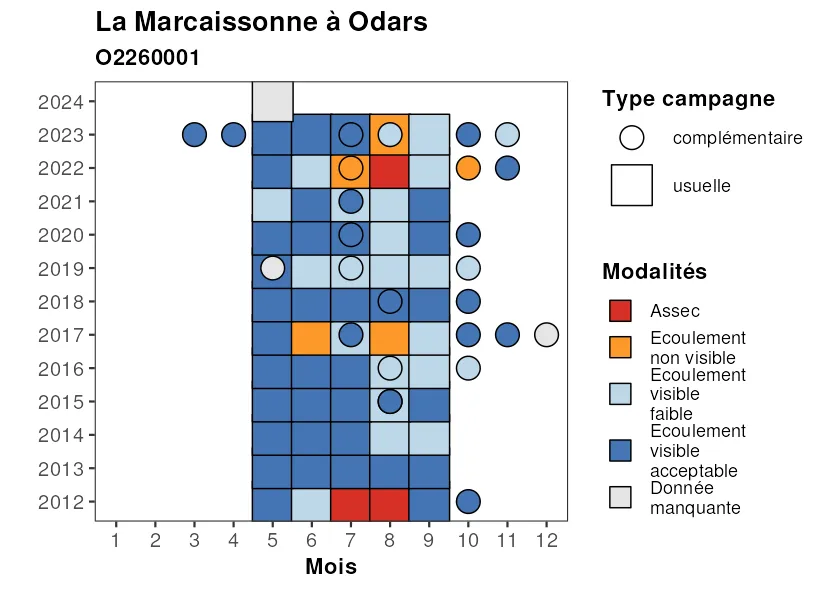 La Marcaissonne à Odars
O2260001
2024
2023
2022
2021
2020
2019
2018
2017
2016
2015
2014
2013
2012
1 2 3 4 5 6 7 8 9 10 11 12
Mois
Type campagne
complémentaire
usuelle
Modalités
Assec
Ecoulement
non visible
Ecoulement
visible
faible
Ecoulement
visible
acceptable
Donnée
manquante